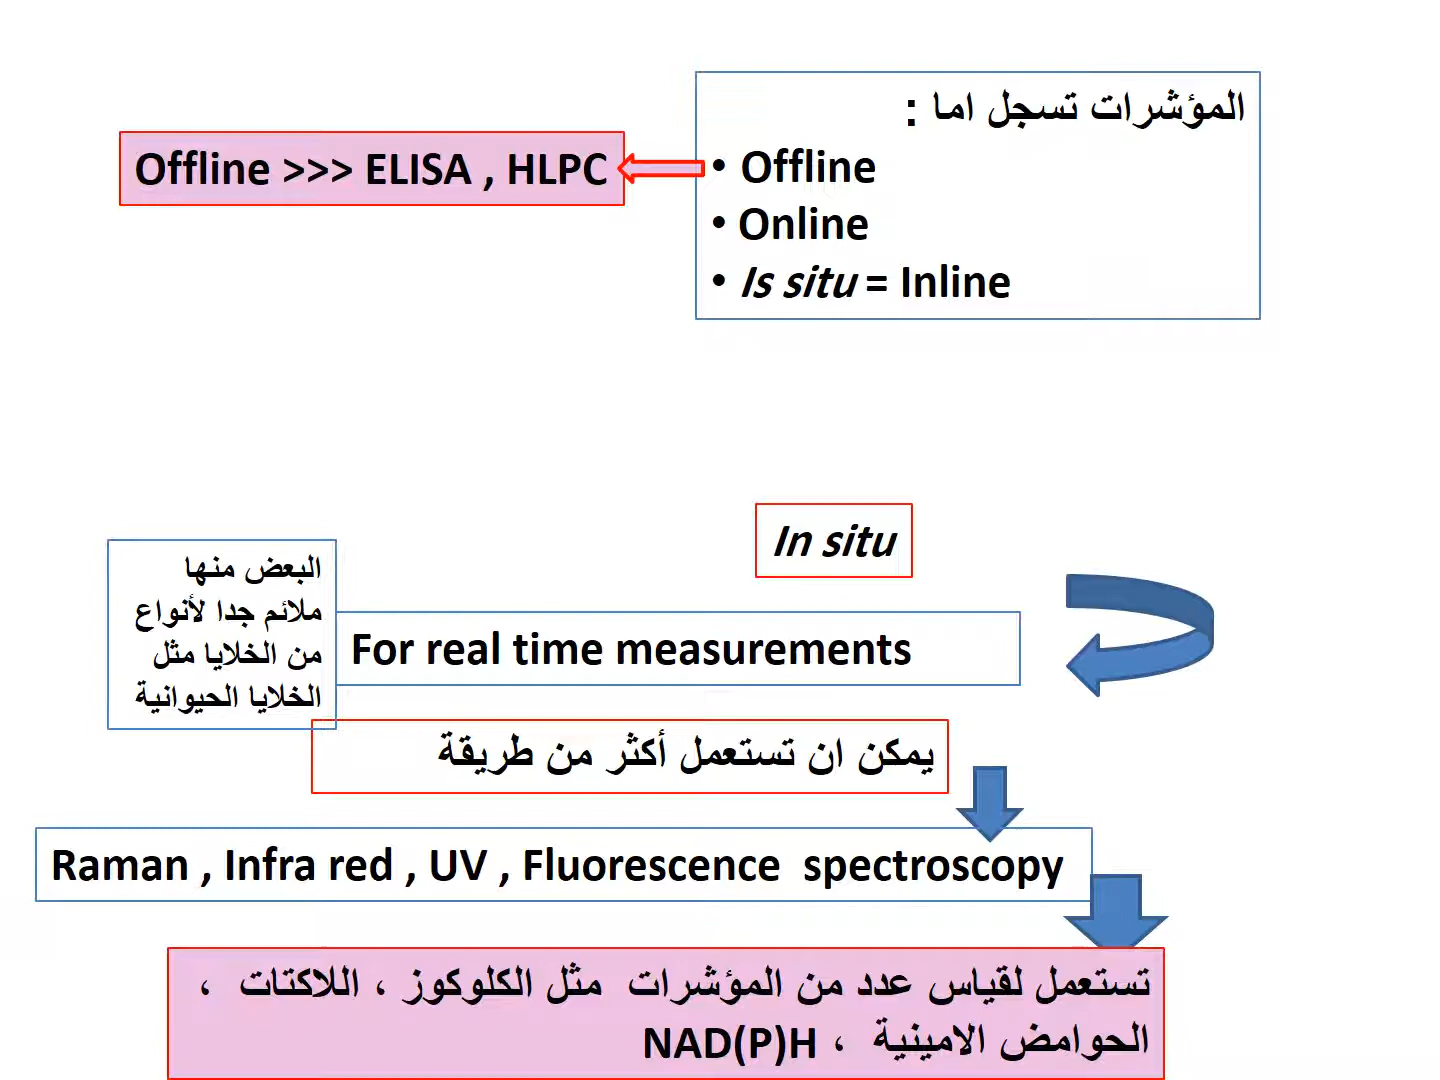 المؤشرات تسجل اما :
• Offline
• Online
• Is situ = Inline
Offline >>> ELISA , HLPC
In situ
For real time measurements
البعض منها
ملائم جدا لأنواع
من الخلايا مثل
الخلايا الحيوانية
يمكن ان تستعمل أكثر من طريقة
Raman , Infra red , UV , Fluorescence spectroscopy
تستعمل لقياس عدد من المؤشرات مثل الكلوكوز ، اللاكتات ،
الحوامض الامينية ، NAD(P)H